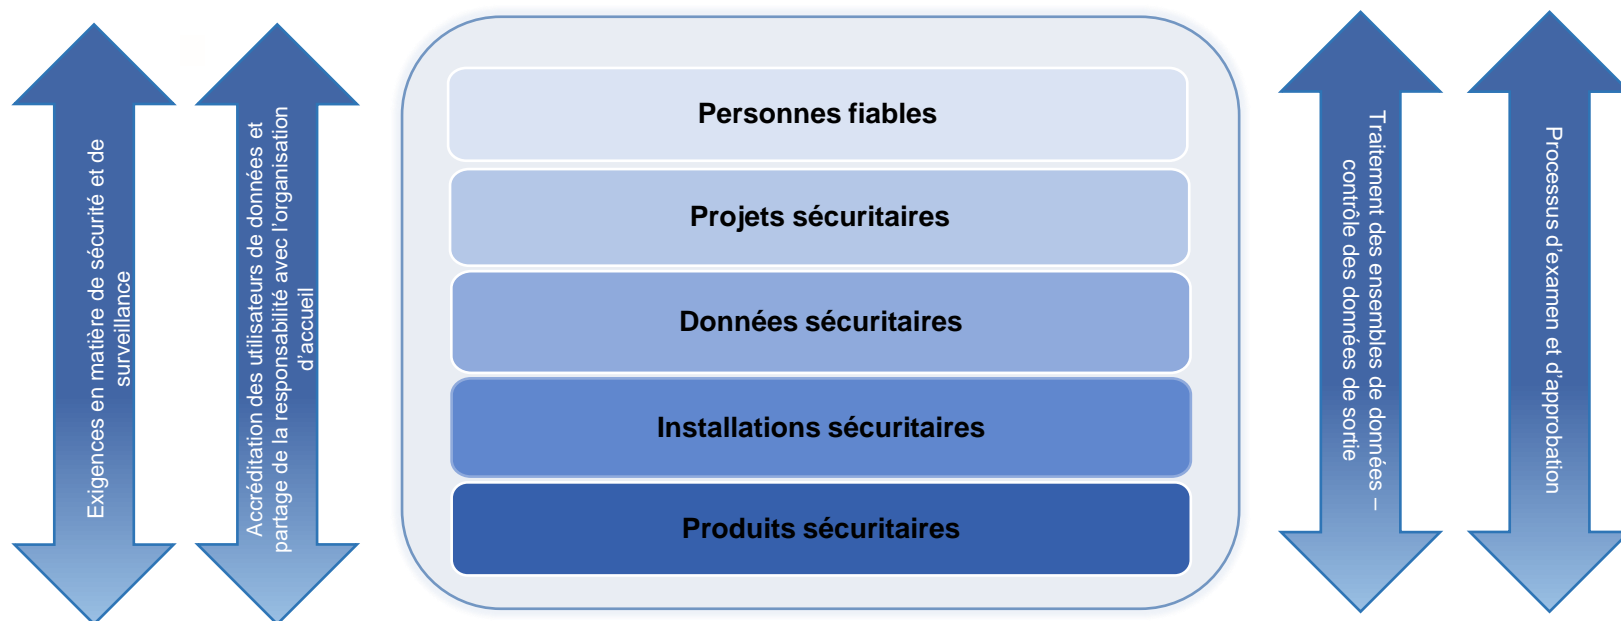 Exigences en matière de sécurité et de
surveillance
Accréditation des utilisateurs de données et
partage de la responsabilité avec l’organisation
d’accueil
Personnes fiables
Projets sécuritaires
Données sécuritaires
Installations sécuritaires
Produits sécuritaires
Traitement des ensembles de données –
contrôle des données de sortie
Processus d’examen et d’approbation